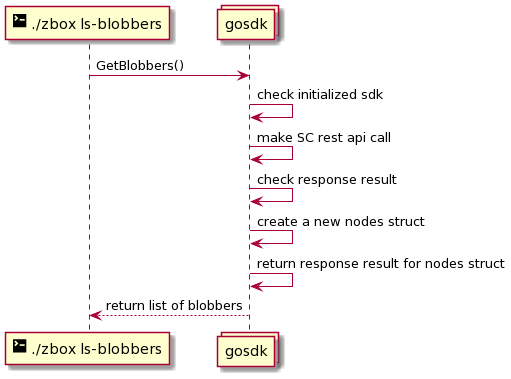 ./zbox ls-blobbers
gosdk
GetBlobbers()
check initialized sdk
make SC rest api call
check response result
create a new nodes struct
return response result for nodes struct
return list of blobbers
./zbox ls-blobbers
gosdk